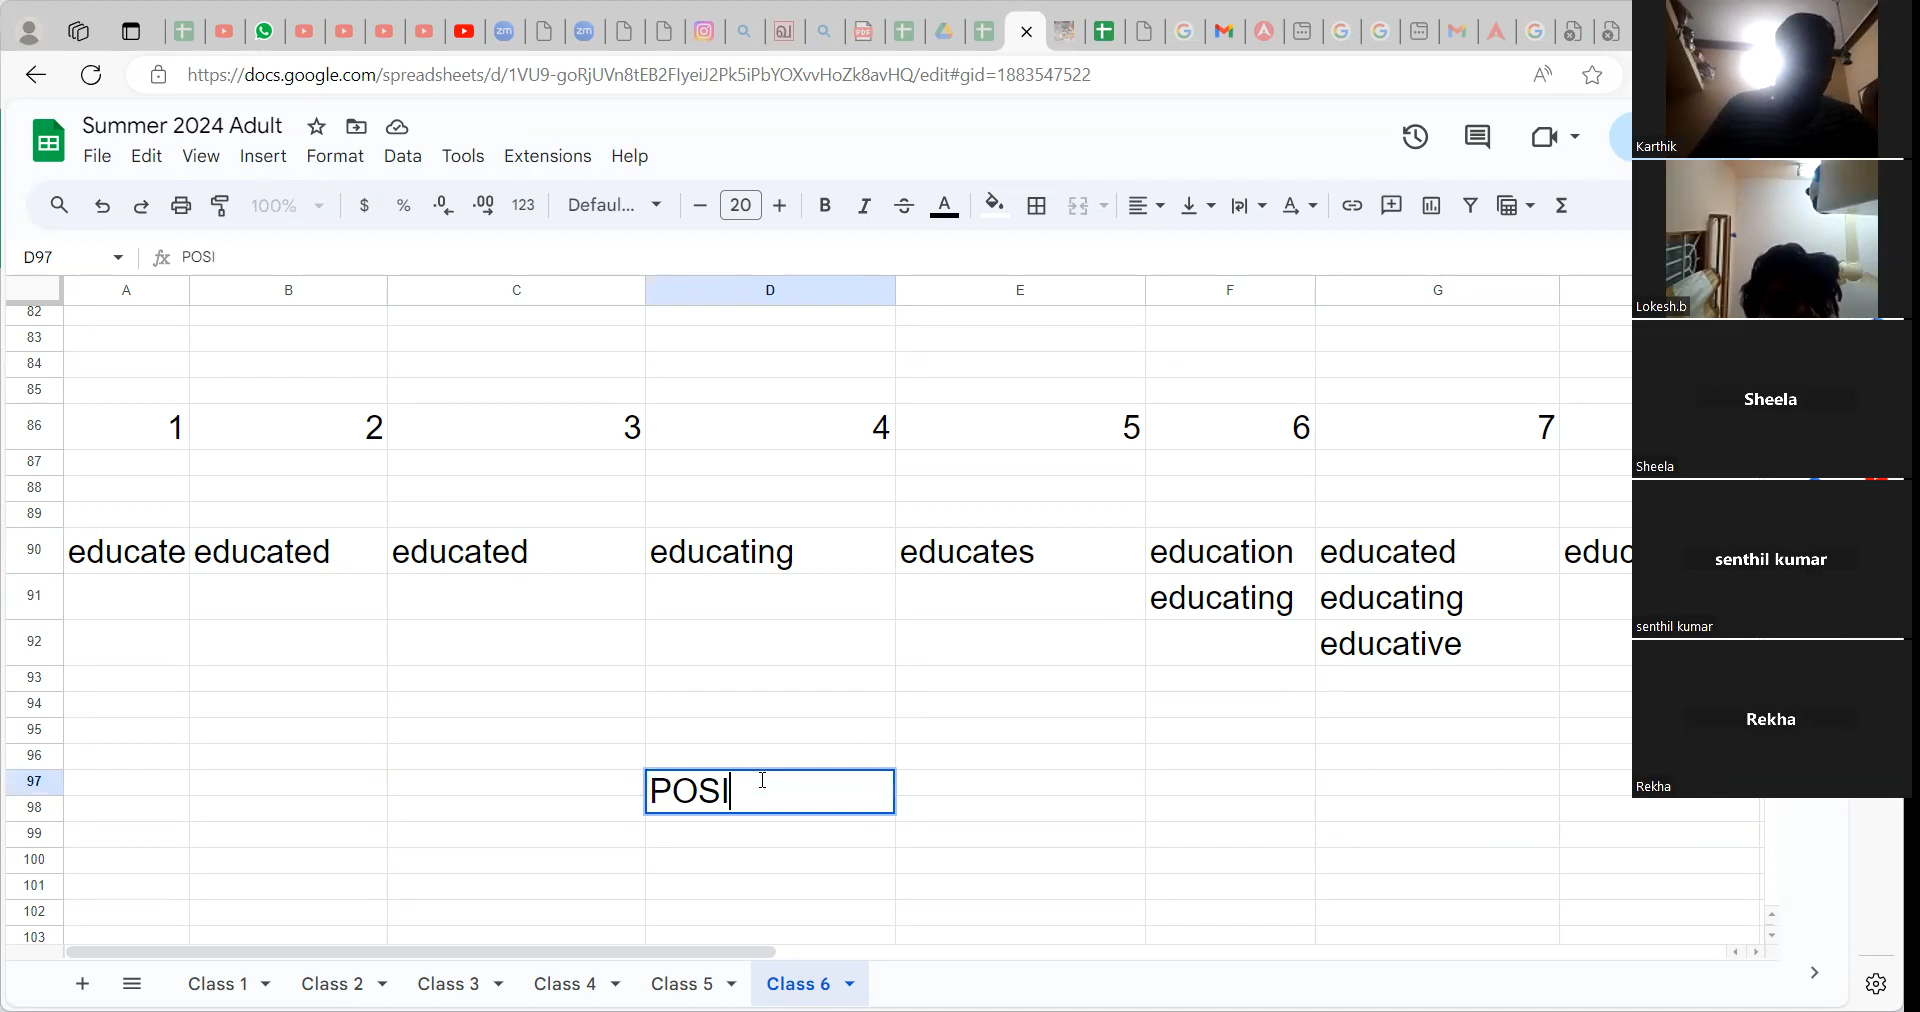 https://docs.google.com/spreadsheets/d/1VU9-goRjUVn8tEB2FlyeiJ2Pk5iPbYOXvvHoZk8avHQ/edit#gid=1883547522
Summer 2024 Adult
File Edit View Insert Format Data Tools Extensions Help
100% $ % .0 .00 123 Defaul... 20 B I A Σ
D97 fx POSI
A B C D E F G
82
83
84
85
86 1 2 3 4 5 6 7
87
88
89
90 educate educated educated educating educates education educated educ
91 educating educating
92 educative
93
94
95
96
97 POSI
98
99
100
101
102
103
Class 1 Class 2 Class 3 Class 4 Class 5 Class 6
Karthik
Lokesh.b
Sheela
Sheela
senthil kumar
senthil kumar
Rekha
Rekha